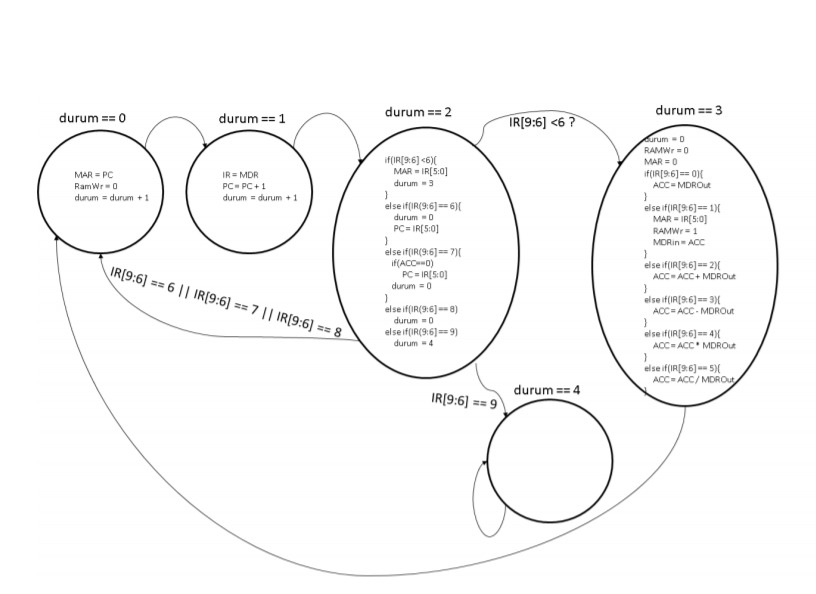 durum == 0
MAR = PC
RamWr = 0
durum = durum + 1
durum == 1
IR = MDR
PC = PC + 1
durum = durum + 1
durum == 2
if(IR[9:6] <6){
MAR = IR[5:0]
durum = 3
}
else if(IR[9:6] == 6){
durum = 0
PC = IR[5:0]
}
else if(IR[9:6] == 7){
if(ACC==0)
PC = IR[5:0]
durum = 0
}
else if(IR[9:6] == 8)
durum = 0
else if(IR[9:6] == 9)
durum = 4
IR[9:6] <6 ?
durum == 3
durum = 0
RAMWr = 0
MAR = 0
if(IR[9:6] == 0){
ACC = MDROut
}
else if(IR[9:6] == 1){
MAR = IR[5:0]
RAMWr = 1
MDRin = ACC
}
else if(IR[9:6] == 2){
ACC = ACC + MDROut
}
else if(IR[9:6] == 3){
ACC = ACC - MDROut
}
else if(IR[9:6] == 4){
ACC = ACC * MDROut
}
else if(IR[9:6] == 5){
ACC = ACC / MDROut
}
IR[9:6] == 6 || IR[9:6] == 7 || IR[9:6] == 8
IR[9:6] == 9
durum == 4